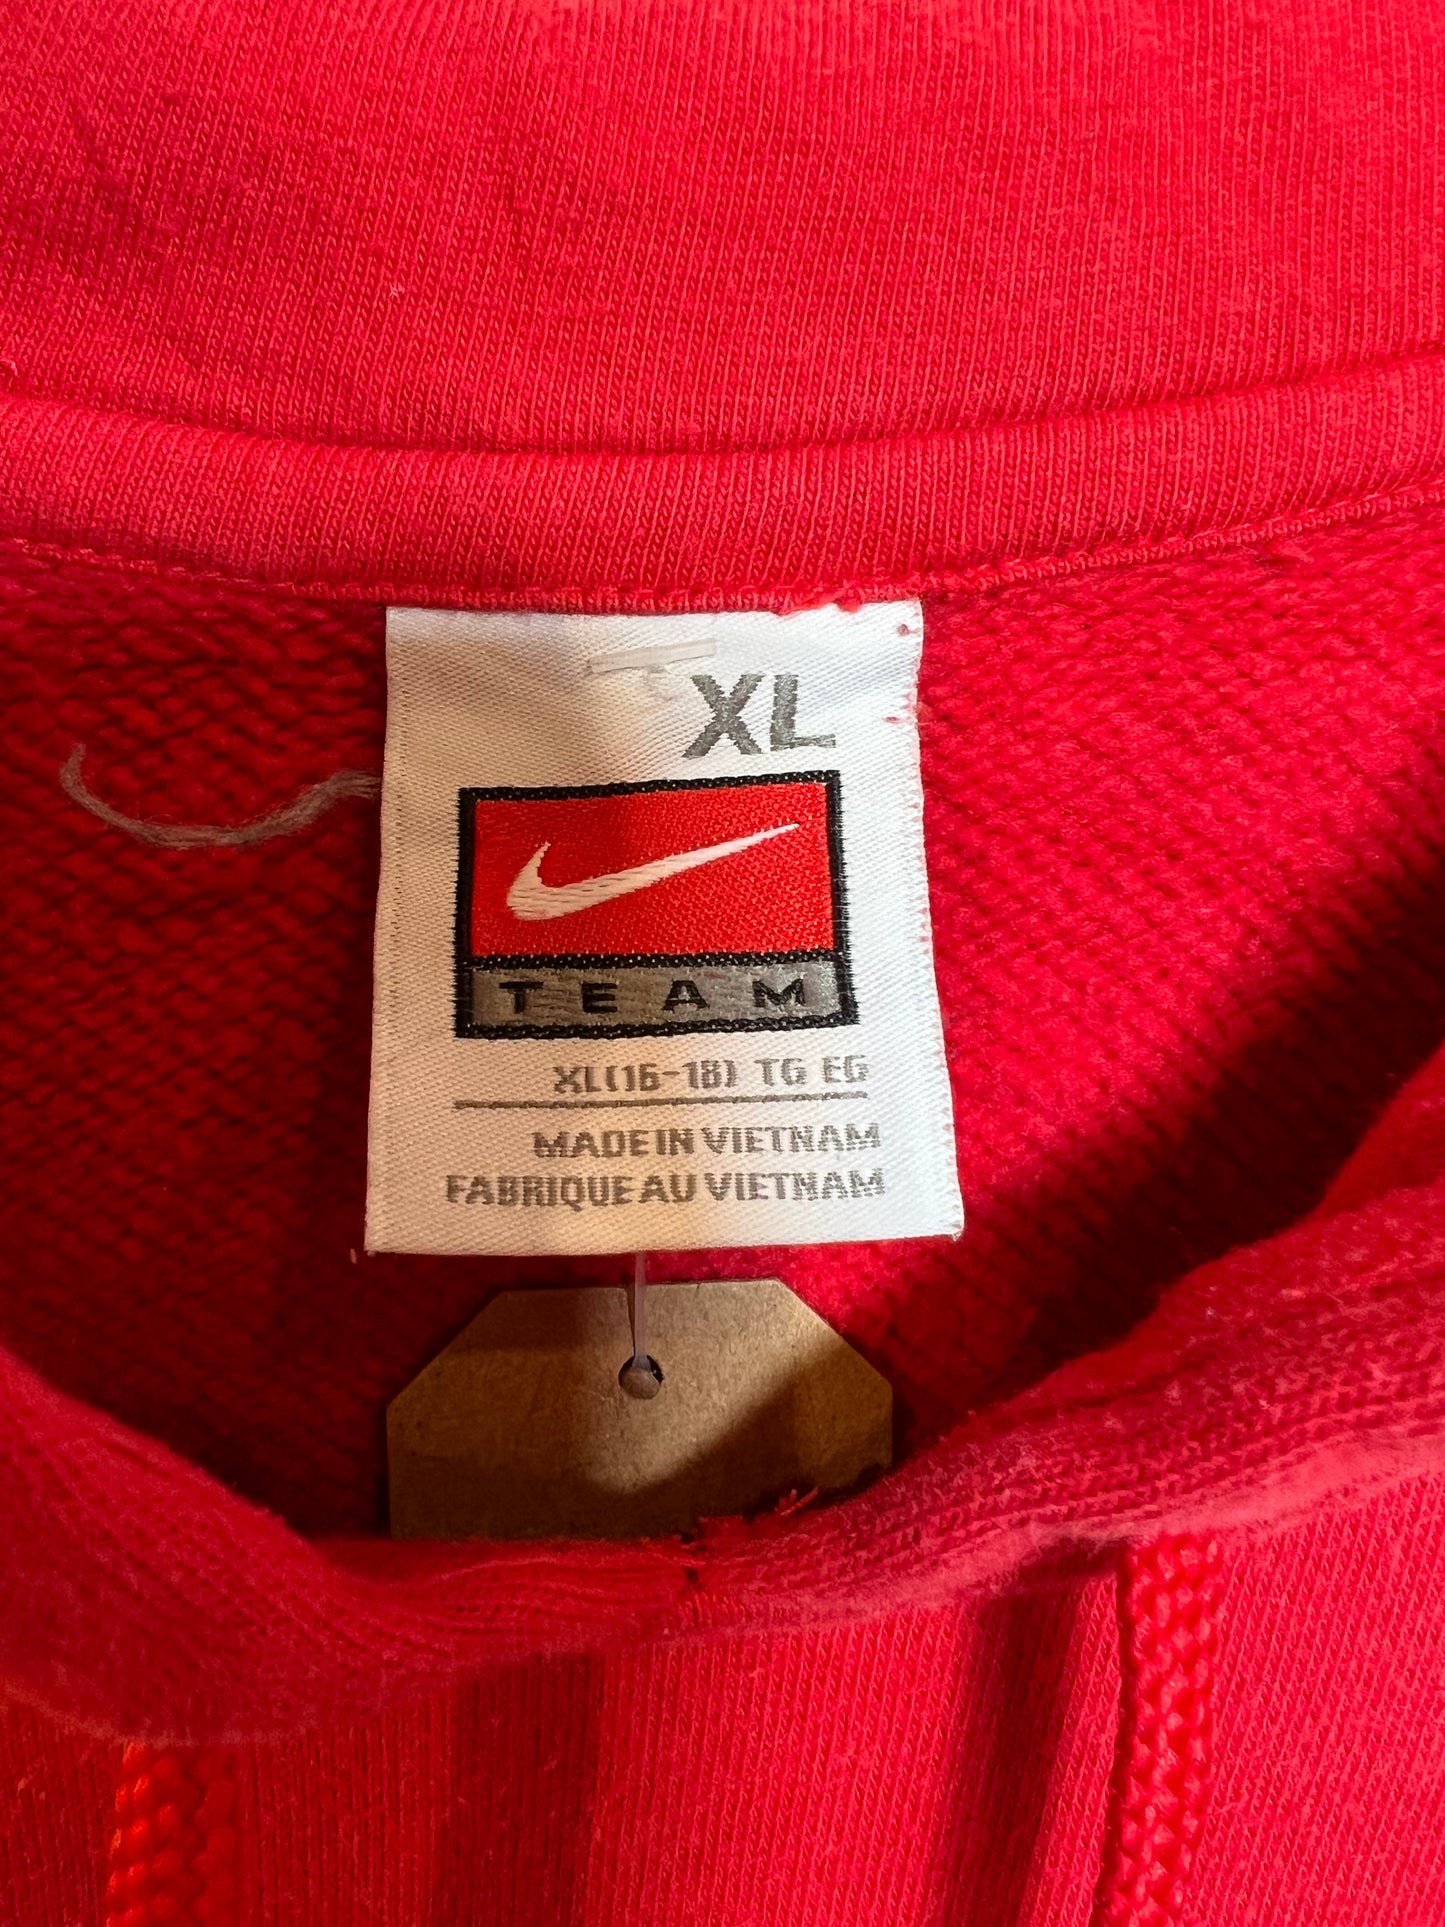 XL
TEAM
XL(16-18) TG EG
MADE IN VIETNAM
FABRIQUE AU VIETNAM